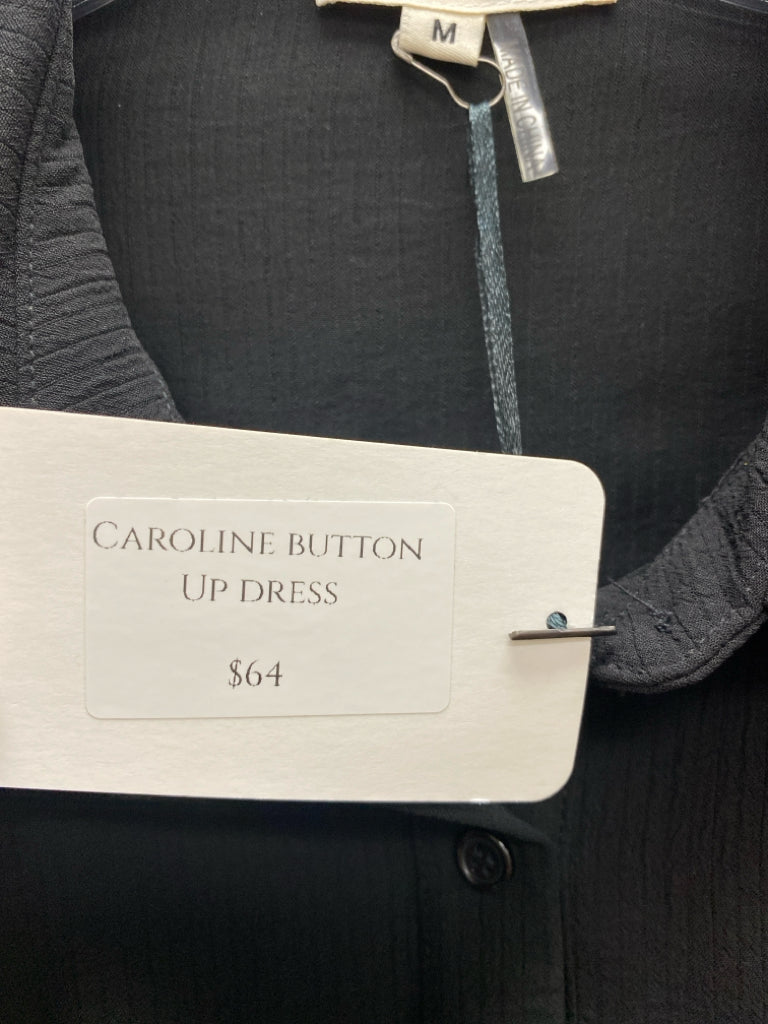 M
MADE IN CHINA
CAROLINE BUTTON
UP DRESS
$64